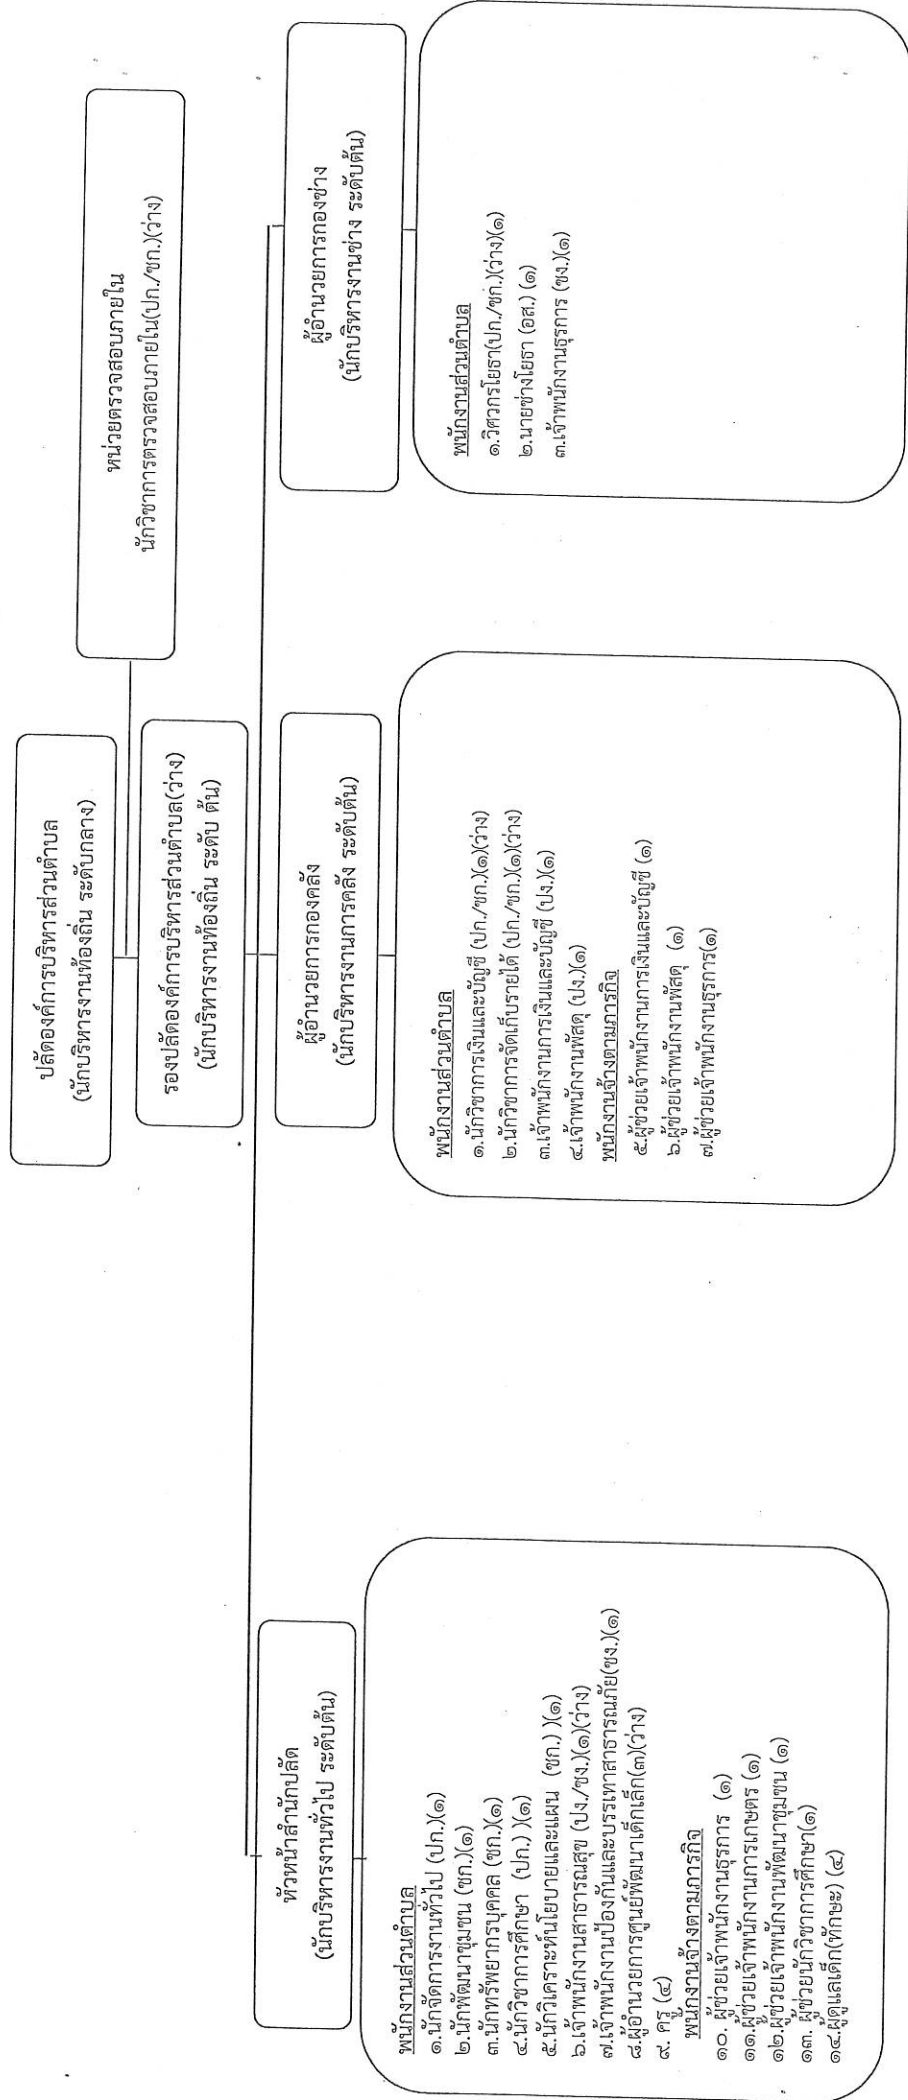 ปลัดองค์การบริหารส่วนตำบล
(นักบริหารงานท้องถิ่น ระดับกลาง)
หน่วยตรวจสอบภายใน
นักวิชาการตรวจสอบภายใน(ปก./ชก.)(ว่าง)
รองปลัดองค์การบริหารส่วนตำบล(ว่าง)
(นักบริหารงานท้องถิ่น ระดับ ต้น)
หัวหน้าสำนักปลัด
(นักบริหารงานทั่วไป ระดับต้น)
พนักงานส่วนตำบล
๑.นักจัดการงานทั่วไป (ปก.)(๑)
๒.นักพัฒนาชุมชน (ชก.)(๑)
๓.นักทรัพยากรบุคคล (ชก.)(๑)
๔.นักวิชาการศึกษา (ปก.) )(๑)
๕.นักวิเคราะห์นโยบายและแผน (ชก.) )(๑)
๖.เจ้าพนักงานสาธารณสุข (ปง./ชง.)(๑)(ว่าง)
๗.เจ้าพนักงานป้องกันและบรรเทาสาธารณภัย(ชง.)(๑)
๘.ผู้อำนวยการศูนย์พัฒนาเด็กเล็ก(๓)(ว่าง)
๙. ครู (๔)
พนักงานจ้างตามภารกิจ
๑๐. ผู้ช่วยเจ้าพนักงานธุรการ (๑)
๑๑.ผู้ช่วยเจ้าพนักงานการเกษตร (๑)
๑๒.ผู้ช่วยเจ้าพนักงานพัฒนาชุมชน (๑)
๑๓. ผู้ช่วยนักวิชาการศึกษา(๑)
๑๔.ผู้ดูแลเด็ก(ทักษะ) (๔)
ผู้อำนวยการกองคลัง
(นักบริหารงานการคลัง ระดับต้น)
พนักงานส่วนตำบล
๑.นักวิชาการเงินและบัญชี (ปก./ชก.)(๑)(ว่าง)
๒.นักวิชาการจัดเก็บรายได้ (ปก./ชก.)(๑)(ว่าง)
๓.เจ้าพนักงานการเงินและบัญชี (ปง.)(๑)
๔.เจ้าพนักงานพัสดุ (ปง.)(๑)
พนักงานจ้างตามภารกิจ
๕.ผู้ช่วยเจ้าพนักงานการเงินและบัญชี (๑)
๖.ผู้ช่วยเจ้าพนักงานพัสดุ (๑)
๗.ผู้ช่วยเจ้าพนักงานธุรการ(๑)
ผู้อำนวยการกองช่าง
(นักบริหารงานช่าง ระดับต้น)
พนักงานส่วนตำบล
๑.วิศวกรโยธา(ปก./ชก.)(ว่าง)(๑)
๒.นายช่างโยธา (อส.) (๑)
๓.เจ้าพนักงานธุรการ (ชง.)(๑)